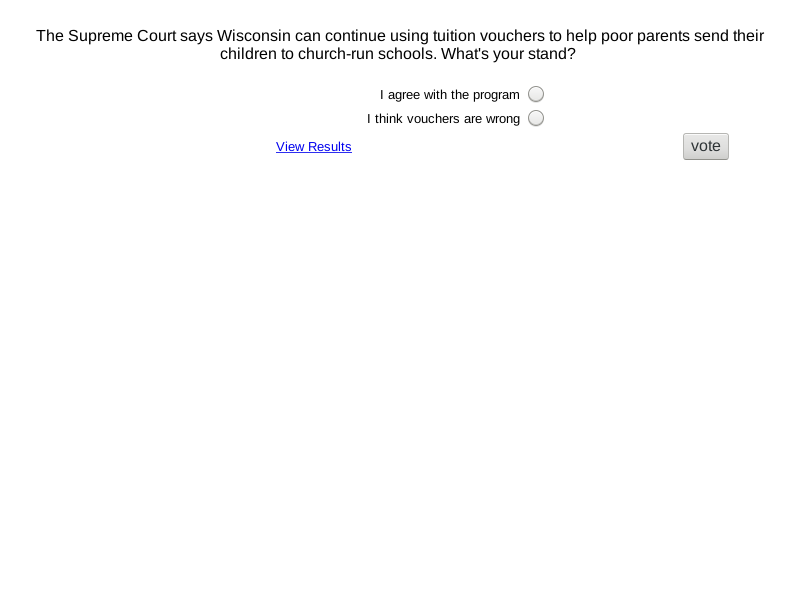 The Supreme Court says Wisconsin can continue using tuition vouchers to help poor parents send their
children to church-run schools. What's your stand?
I agree with the program
I think vouchers are wrong
View Results
vote